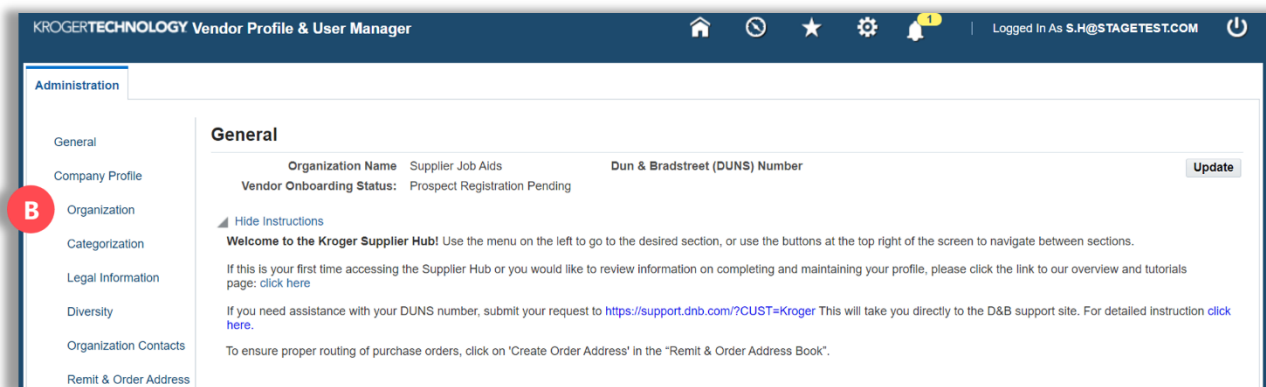 KROGERTECHNOLOGY. Vendor Profile & User Manager
1
Logged In As S.H@STAGETEST.COM
Administration
General
Company Profile
B
Organization
Categorization
Legal Information
Diversity
Organization Contacts
Remit & Order Address
General
Organization Name Supplier Job Aids Dun & Bradstreet (DUNS) Number
Update
Vendor Onboarding Status: Prospect Registration Pending
Hide Instructions
Welcome to the Kroger Supplier Hub! Use the menu on the left to go to the desired section, or use the buttons at the top right of the screen to navigate between sections.
If this is your first time accessing the Supplier Hub or you would like to review information on completing and maintaining your profile, please click the link to our overview and tutorials
page: click here
If you need assistance with your DUNS number, submit your request to https://support.dnb.com/?CUST=Kroger This will take you directly to the D&B support site. For detailed instruction click
here.
To ensure proper routing of purchase orders, click on 'Create Order Address' in the “Remit & Order Address Book”.